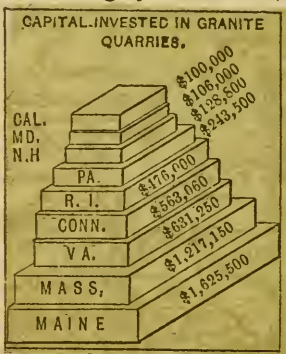 CAPITAL INVESTED IN GRANITE
QUARRIES.
$100,000
$106,000
CAL.
$128,800
MD.
$243,500
N.H
PA.
$476,000
R. I.
$563,060
CONN.
$631,250
VA.
$1,217,150
MASS,
$1,625,500
MAINE